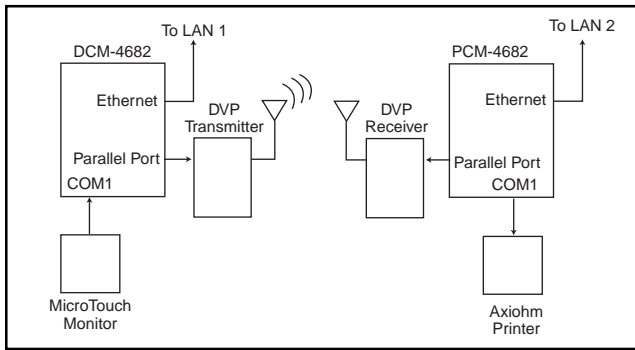 To LAN 1
DCM-4682
Ethernet
Parallel Port
COM1
DVP
Transmitter
MicroTouch
Monitor
To LAN 2
PCM-4682
Ethernet
DVP
Receiver
Parallel Port
COM1
Axiohm
Printer